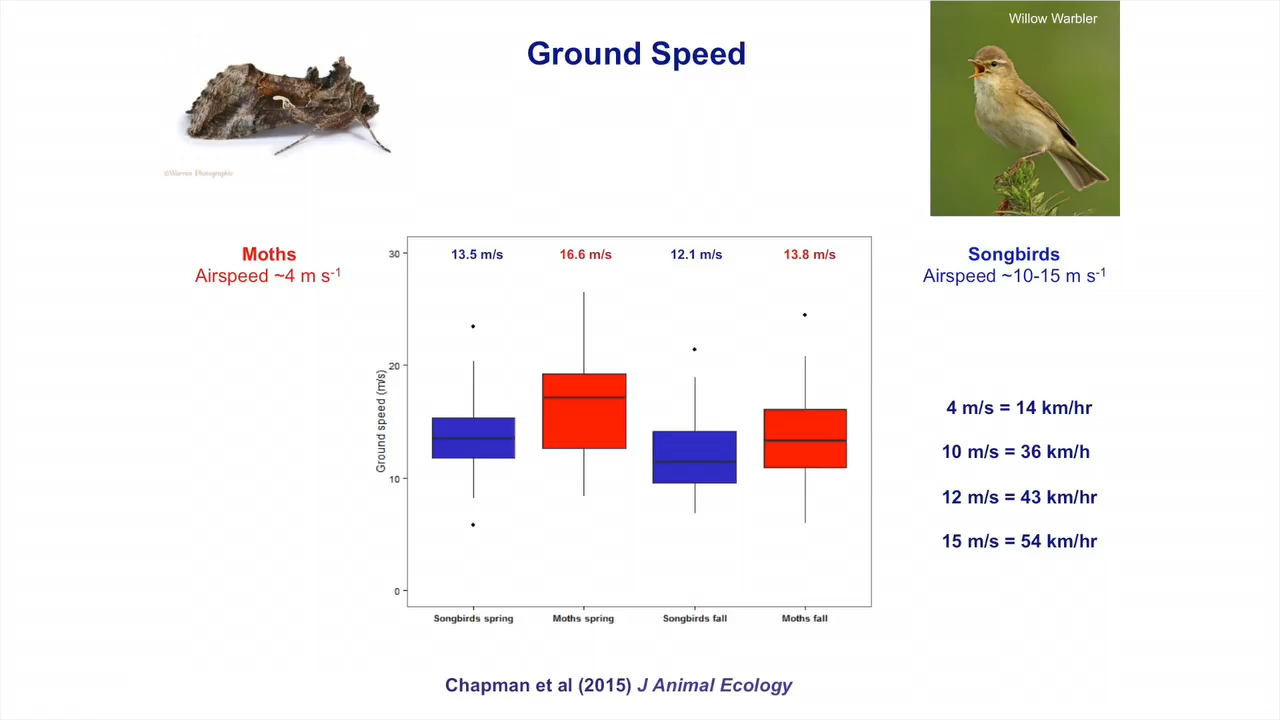 Willow Warbler
Ground Speed
©Warren Photographic
Moths
Airspeed ~4 m s-1
Songbirds
Airspeed ~10-15 m s-1
13.5 m/s
16.6 m/s
12.1 m/s
13.8 m/s
30
20
10
0
Ground speed (m/s)
Songbirds spring
Moths spring
Songbirds fall
Moths fall
4 m/s = 14 km/hr
10 m/s = 36 km/h
12 m/s = 43 km/hr
15 m/s = 54 km/hr
Chapman et al (2015) J Animal Ecology